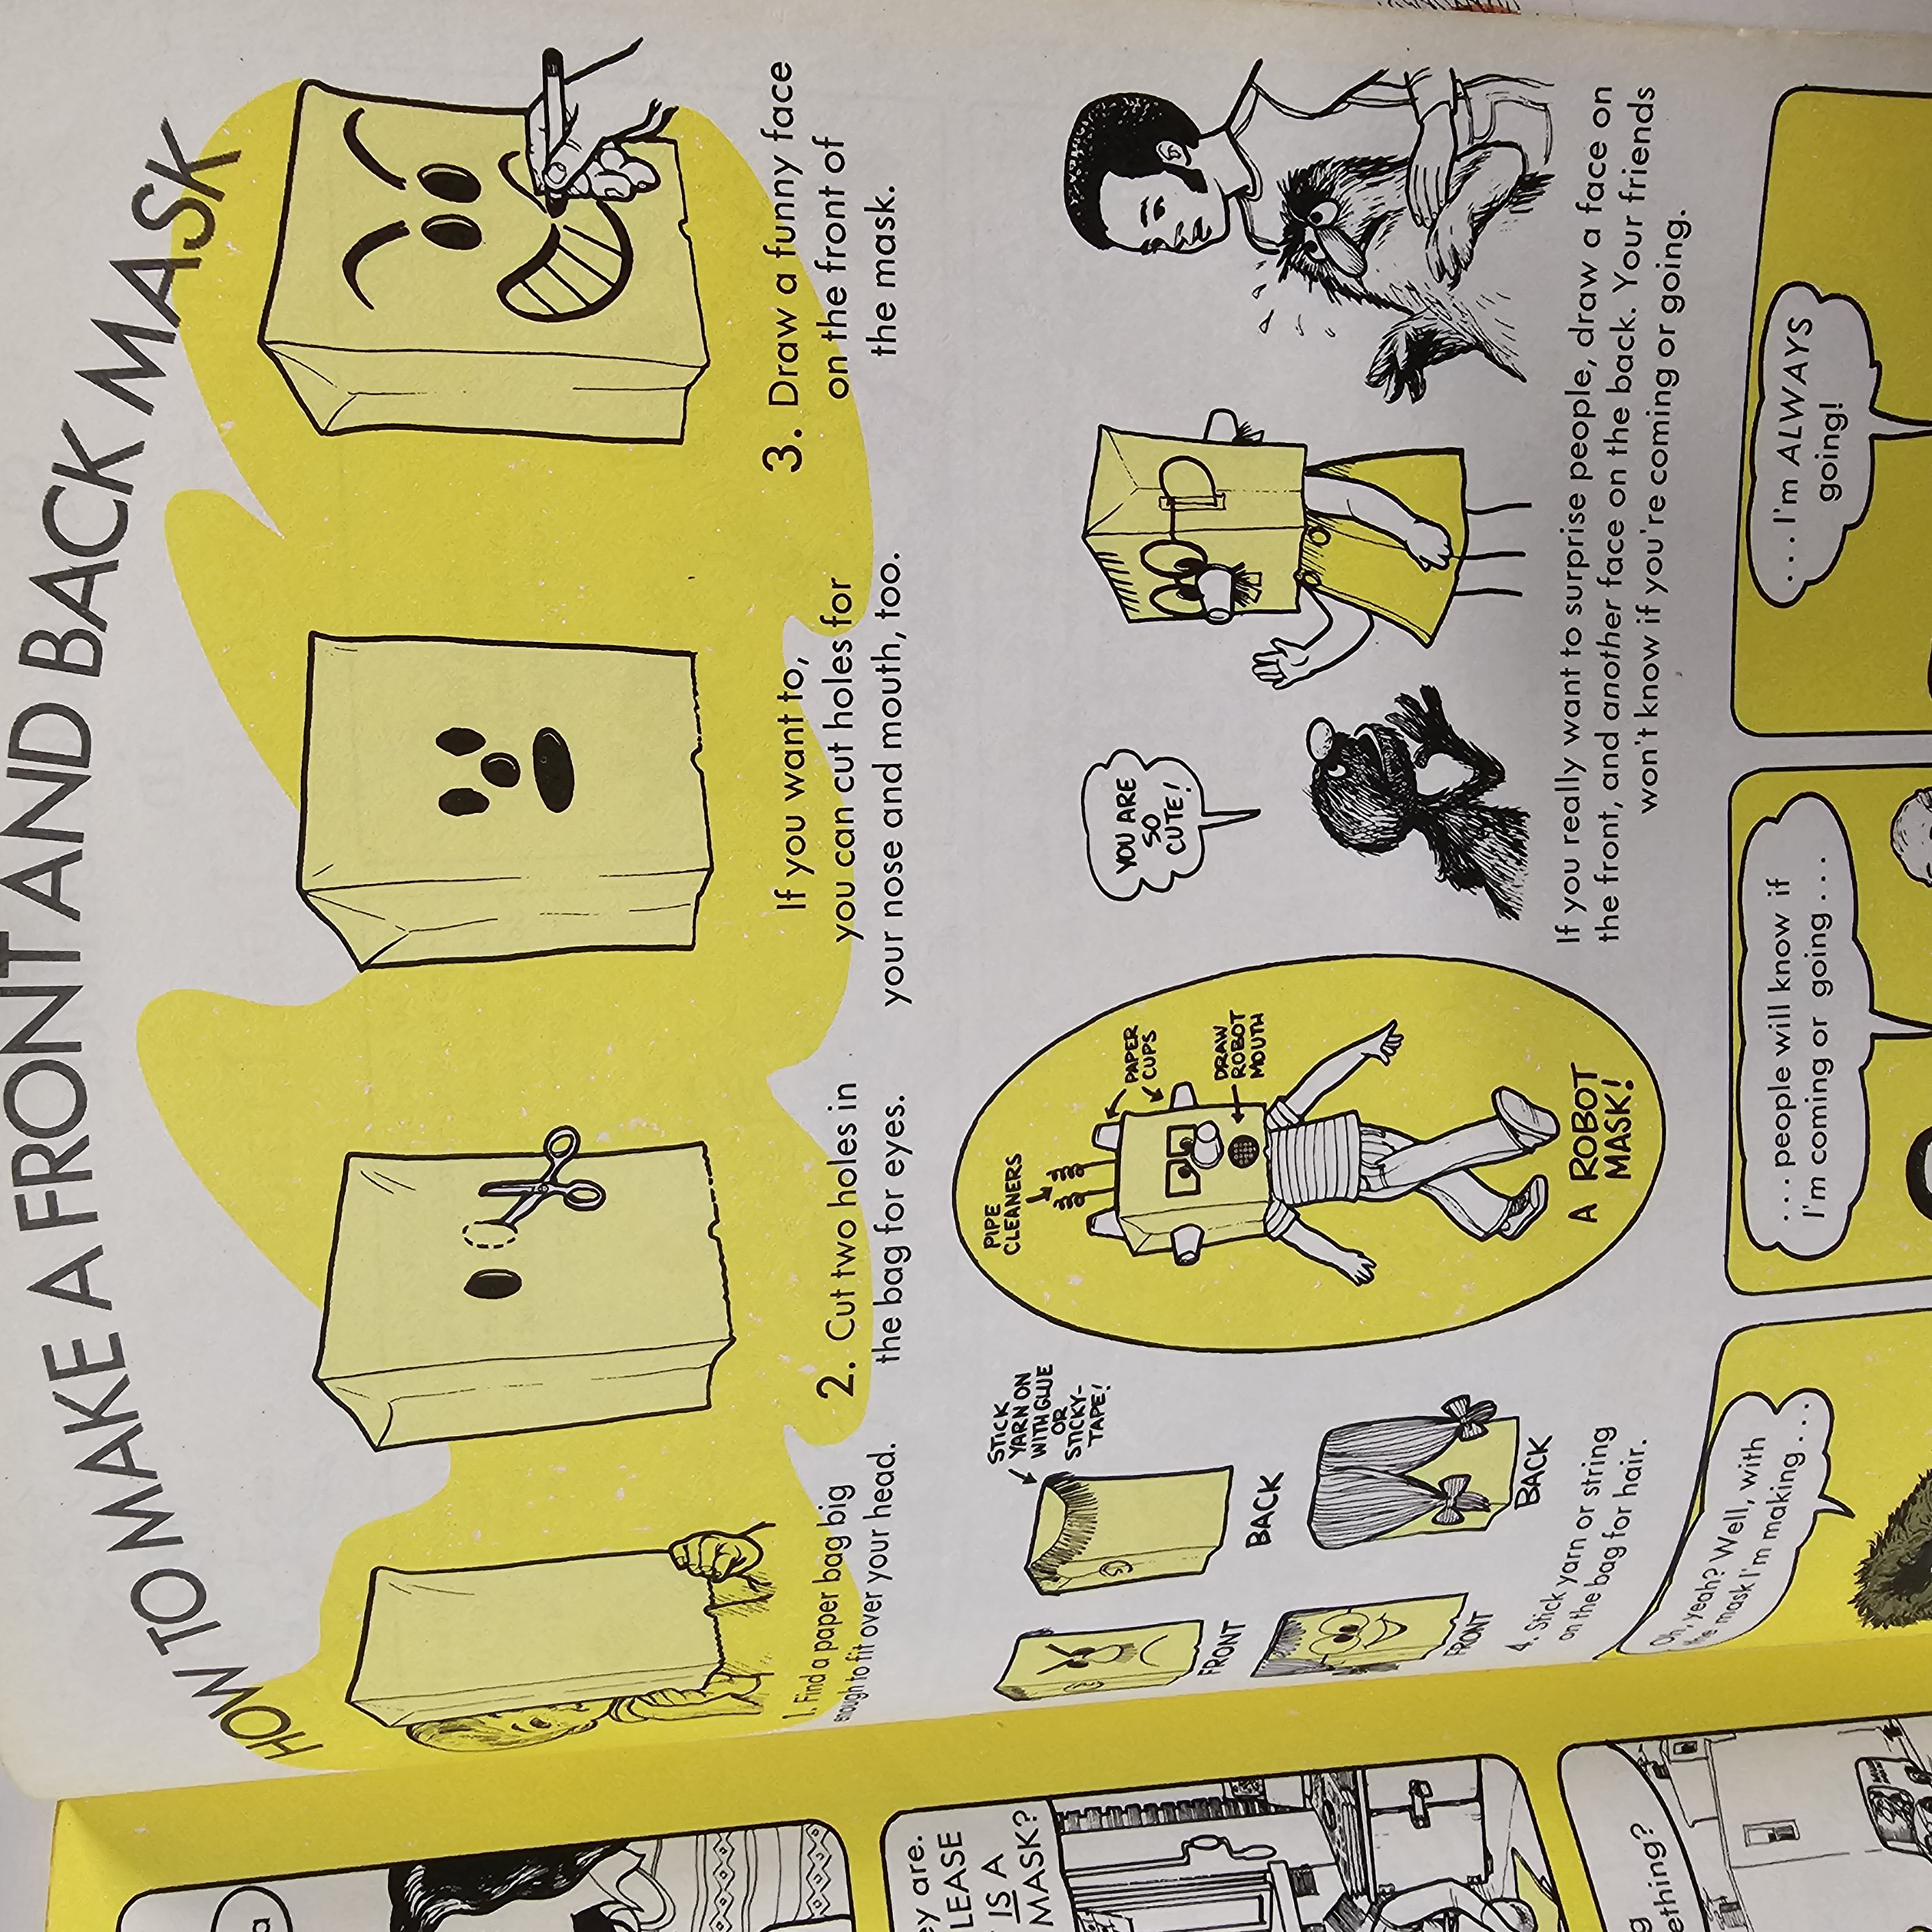 HOW TO MAKE A FRONT AND BACK MASK
1. Find a paper bag big
enough to fit over your head.
2. Cut two holes in
the bag for eyes.
If you want to,
you can cut holes for
your nose and mouth, too.
3. Draw a funny face
on the front of
the mask.
STICK
YARN ON
WITH GLUE
OR
STICKY-
TAPE!
FRONT
BACK
FRONT
BACK
4. Stick yarn or string
on the bag for hair.
PIPE
CLEANERS
PAPER
CUPS
DRAW
ROBOT
MOUTH
A ROBOT
MASK!
YOU ARE
SO
CUTE!
If you really want to surprise people, draw a face on
the front, and another face on the back. Your friends
won't know if you're coming or going.
Oh, yeah? Well, with
the mask I'm making . . .
. . . people will know if
I'm coming or going . . .
. . . I'm ALWAYS
going!
a
are.
IS A
MASK?